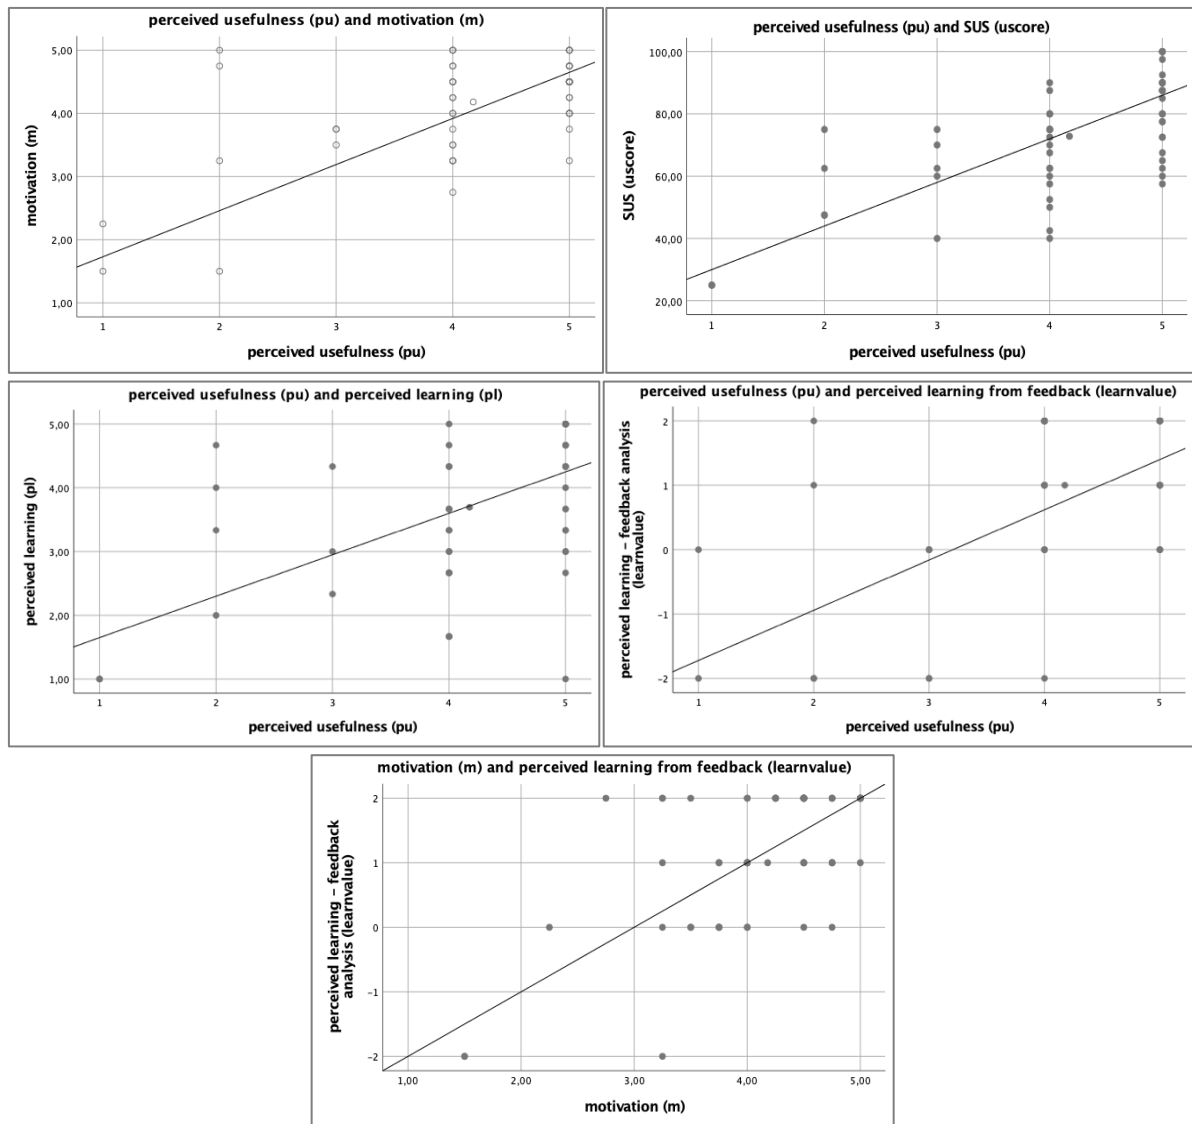 perceived usefulness (pu) and motivation (m)
motivation (m)
5,00
4,00
3,00
2,00
1,00
1 2 3 4 5
perceived usefulness (pu)
perceived usefulness (pu) and SUS (uscore)
SUS (uscore)
100,00
80,00
60,00
40,00
20,00
1 2 3 4 5
perceived usefulness (pu)
perceived usefulness (pu) and perceived learning (pl)
perceived learning (pl)
5,00
4,00
3,00
2,00
1,00
1 2 3 4 5
perceived usefulness (pu)
perceived usefulness (pu) and perceived learning from feedback (learnvalue)
perceived learning – feedback analysis
(learnvalue)
2
1
0
-1
-2
1 2 3 4 5
perceived usefulness (pu)
motivation (m) and perceived learning from feedback (learnvalue)
perceived learning – feedback
analysis (learnvalue)
2
1
0
-1
-2
1,00 2,00 3,00 4,00 5,00
motivation (m)